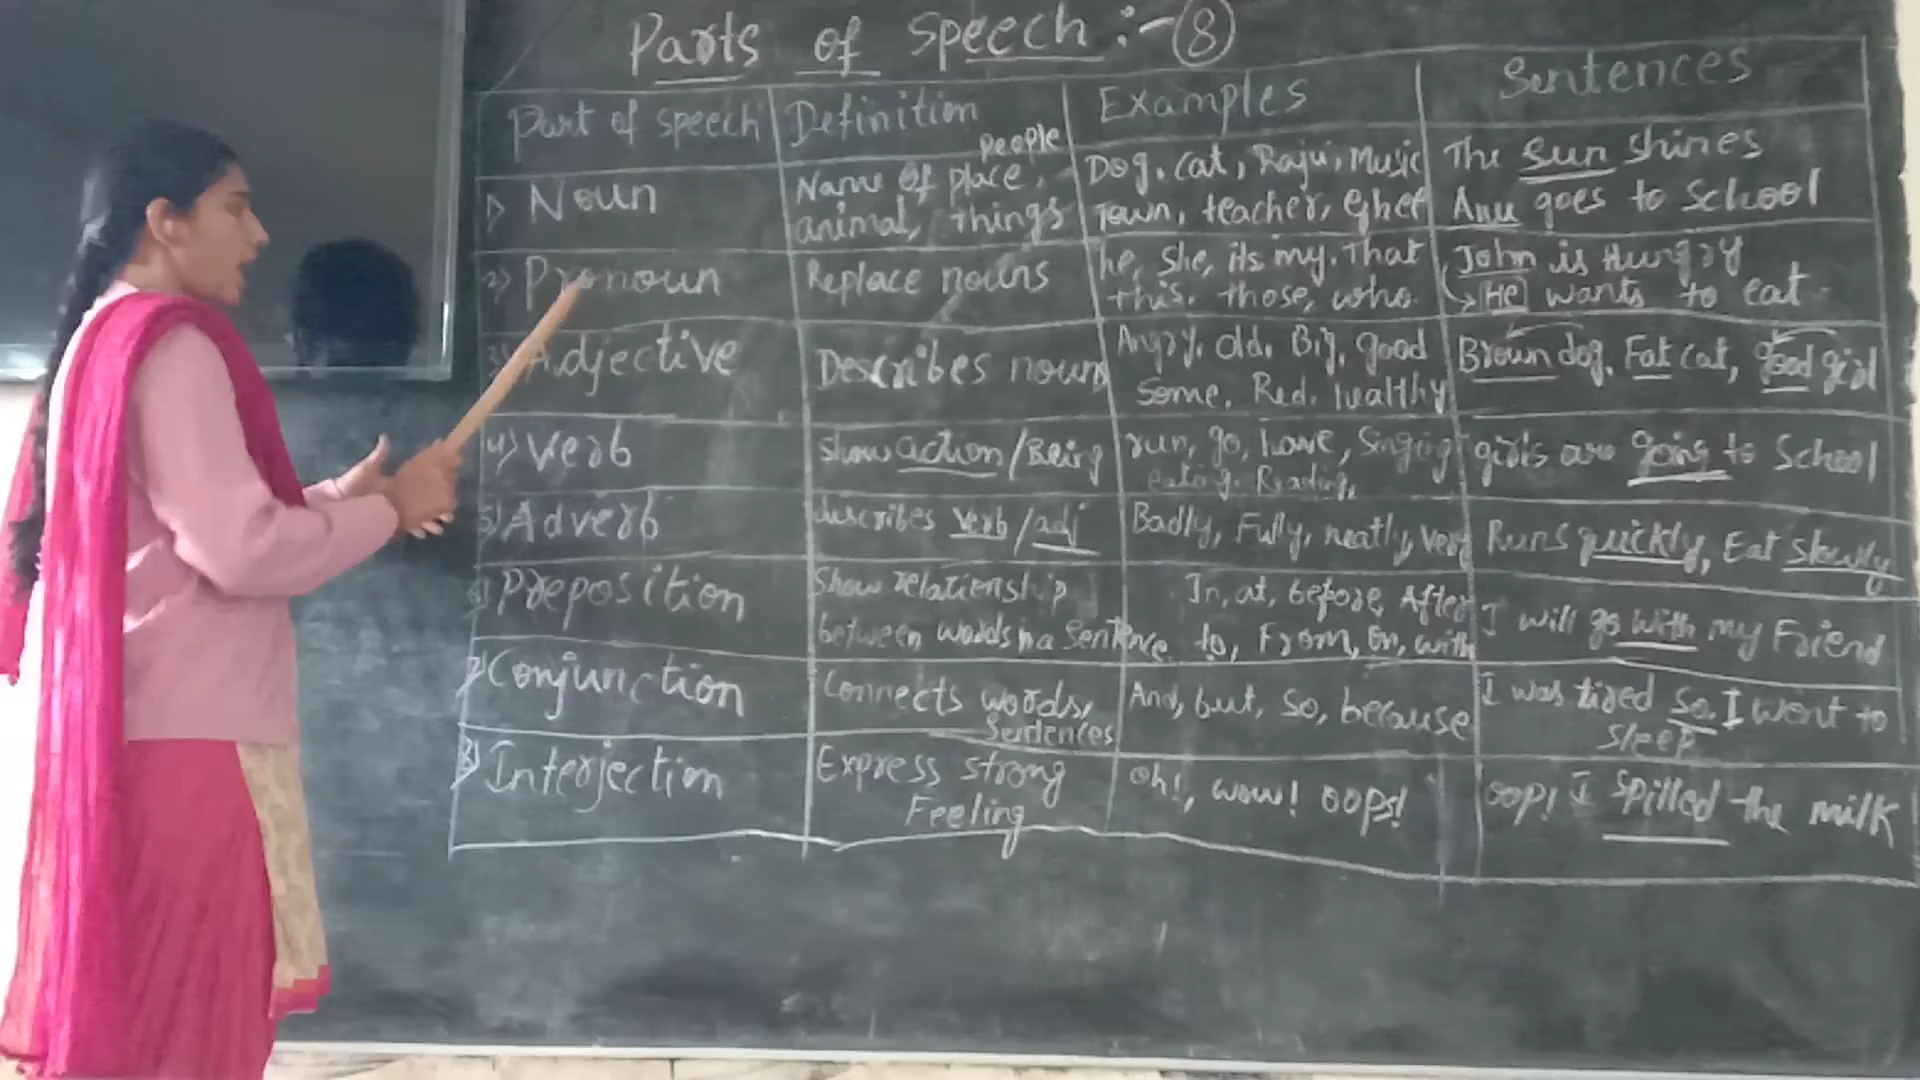 Parts of Speech :- 8
Part of speech Definition Examples Sentences
1) Noun
Name of place, people
animal, things
Dog, cat, Raju, Music
Town, teacher, Ghee
The Sun shines
Anu goes to School
2) Pronoun
Replace nouns
he, She, its my, That
this, those, who
John is Hungry
He wants to eat
3) Adjective
Describes nouns
Angry, old, Big, good
Some, Red, healthy
Brown dog, Fat cat, good girl
4) Verb
show action/Being
run, go, have, Singing
eating, Reading,
girls are going to School
5) Adverb
describes verb/adj
Badly, Fully, neatly, very
Runs quickly, Eat slowly
6) Preposition
Show relationship
between words in a Sentence
In, at, before, After
to, From, on, with
I will go with my Friend
7) Conjunction
Connects words,
Sentences
And, but, so, because
I was tired So, I went to
Sleep
8) Interjection
Express strong
Feeling
oh!, wow! oops!
oop! I spilled the milk